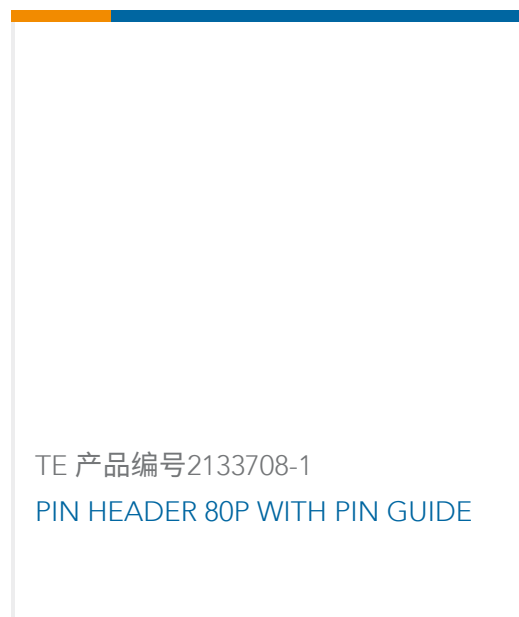 TE 产品编号2133708-1
PIN HEADER 80P WITH PIN GUIDE